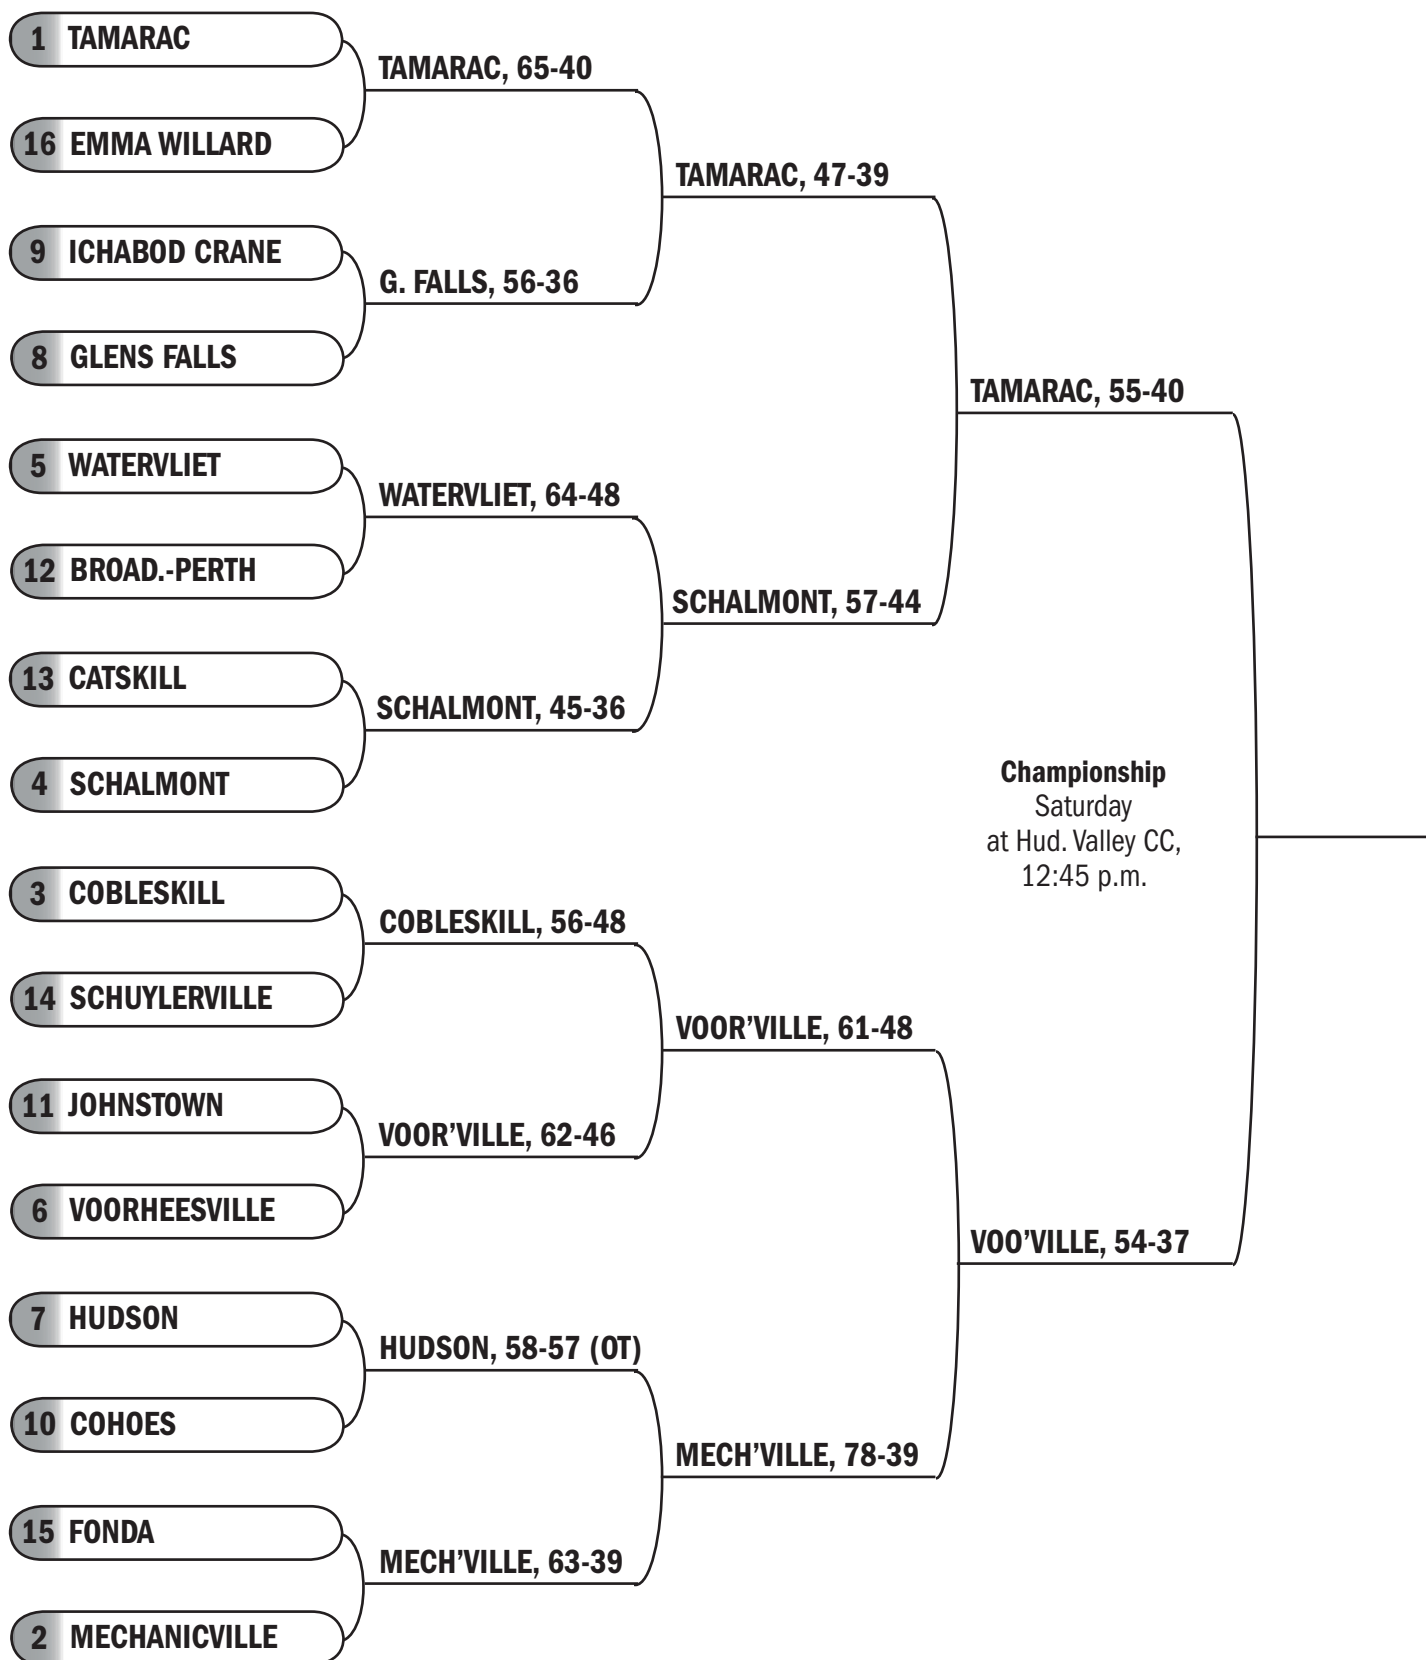 1 TAMARAC
16 EMMA WILLARD
9 ICHABOD CRANE
8 GLENS FALLS
5 WATERVLIET
12 BROAD.-PERTH
13 CATSKILL
4 SCHALMONT
3 COBLESKILL
14 SCHUYLERVILLE
11 JOHNSTOWN
6 VOORHEESVILLE
7 HUDSON
10 COHOES
15 FONDA
2 MECHANICVILLE
TAMARAC, 65-40
G. FALLS, 56-36
WATERVLIET, 64-48
SCHALMONT, 45-36
COBLESKILL, 56-48
VOOR’VILLE, 62-46
HUDSON, 58-57 (OT)
MECH’VILLE, 63-39
TAMARAC, 47-39
SCHALMONT, 57-44
VOOR’VILLE, 61-48
MECH’VILLE, 78-39
TAMARAC, 55-40
VOO’VILLE, 54-37
Championship
Saturday
at Hud. Valley CC,
12:45 p.m.